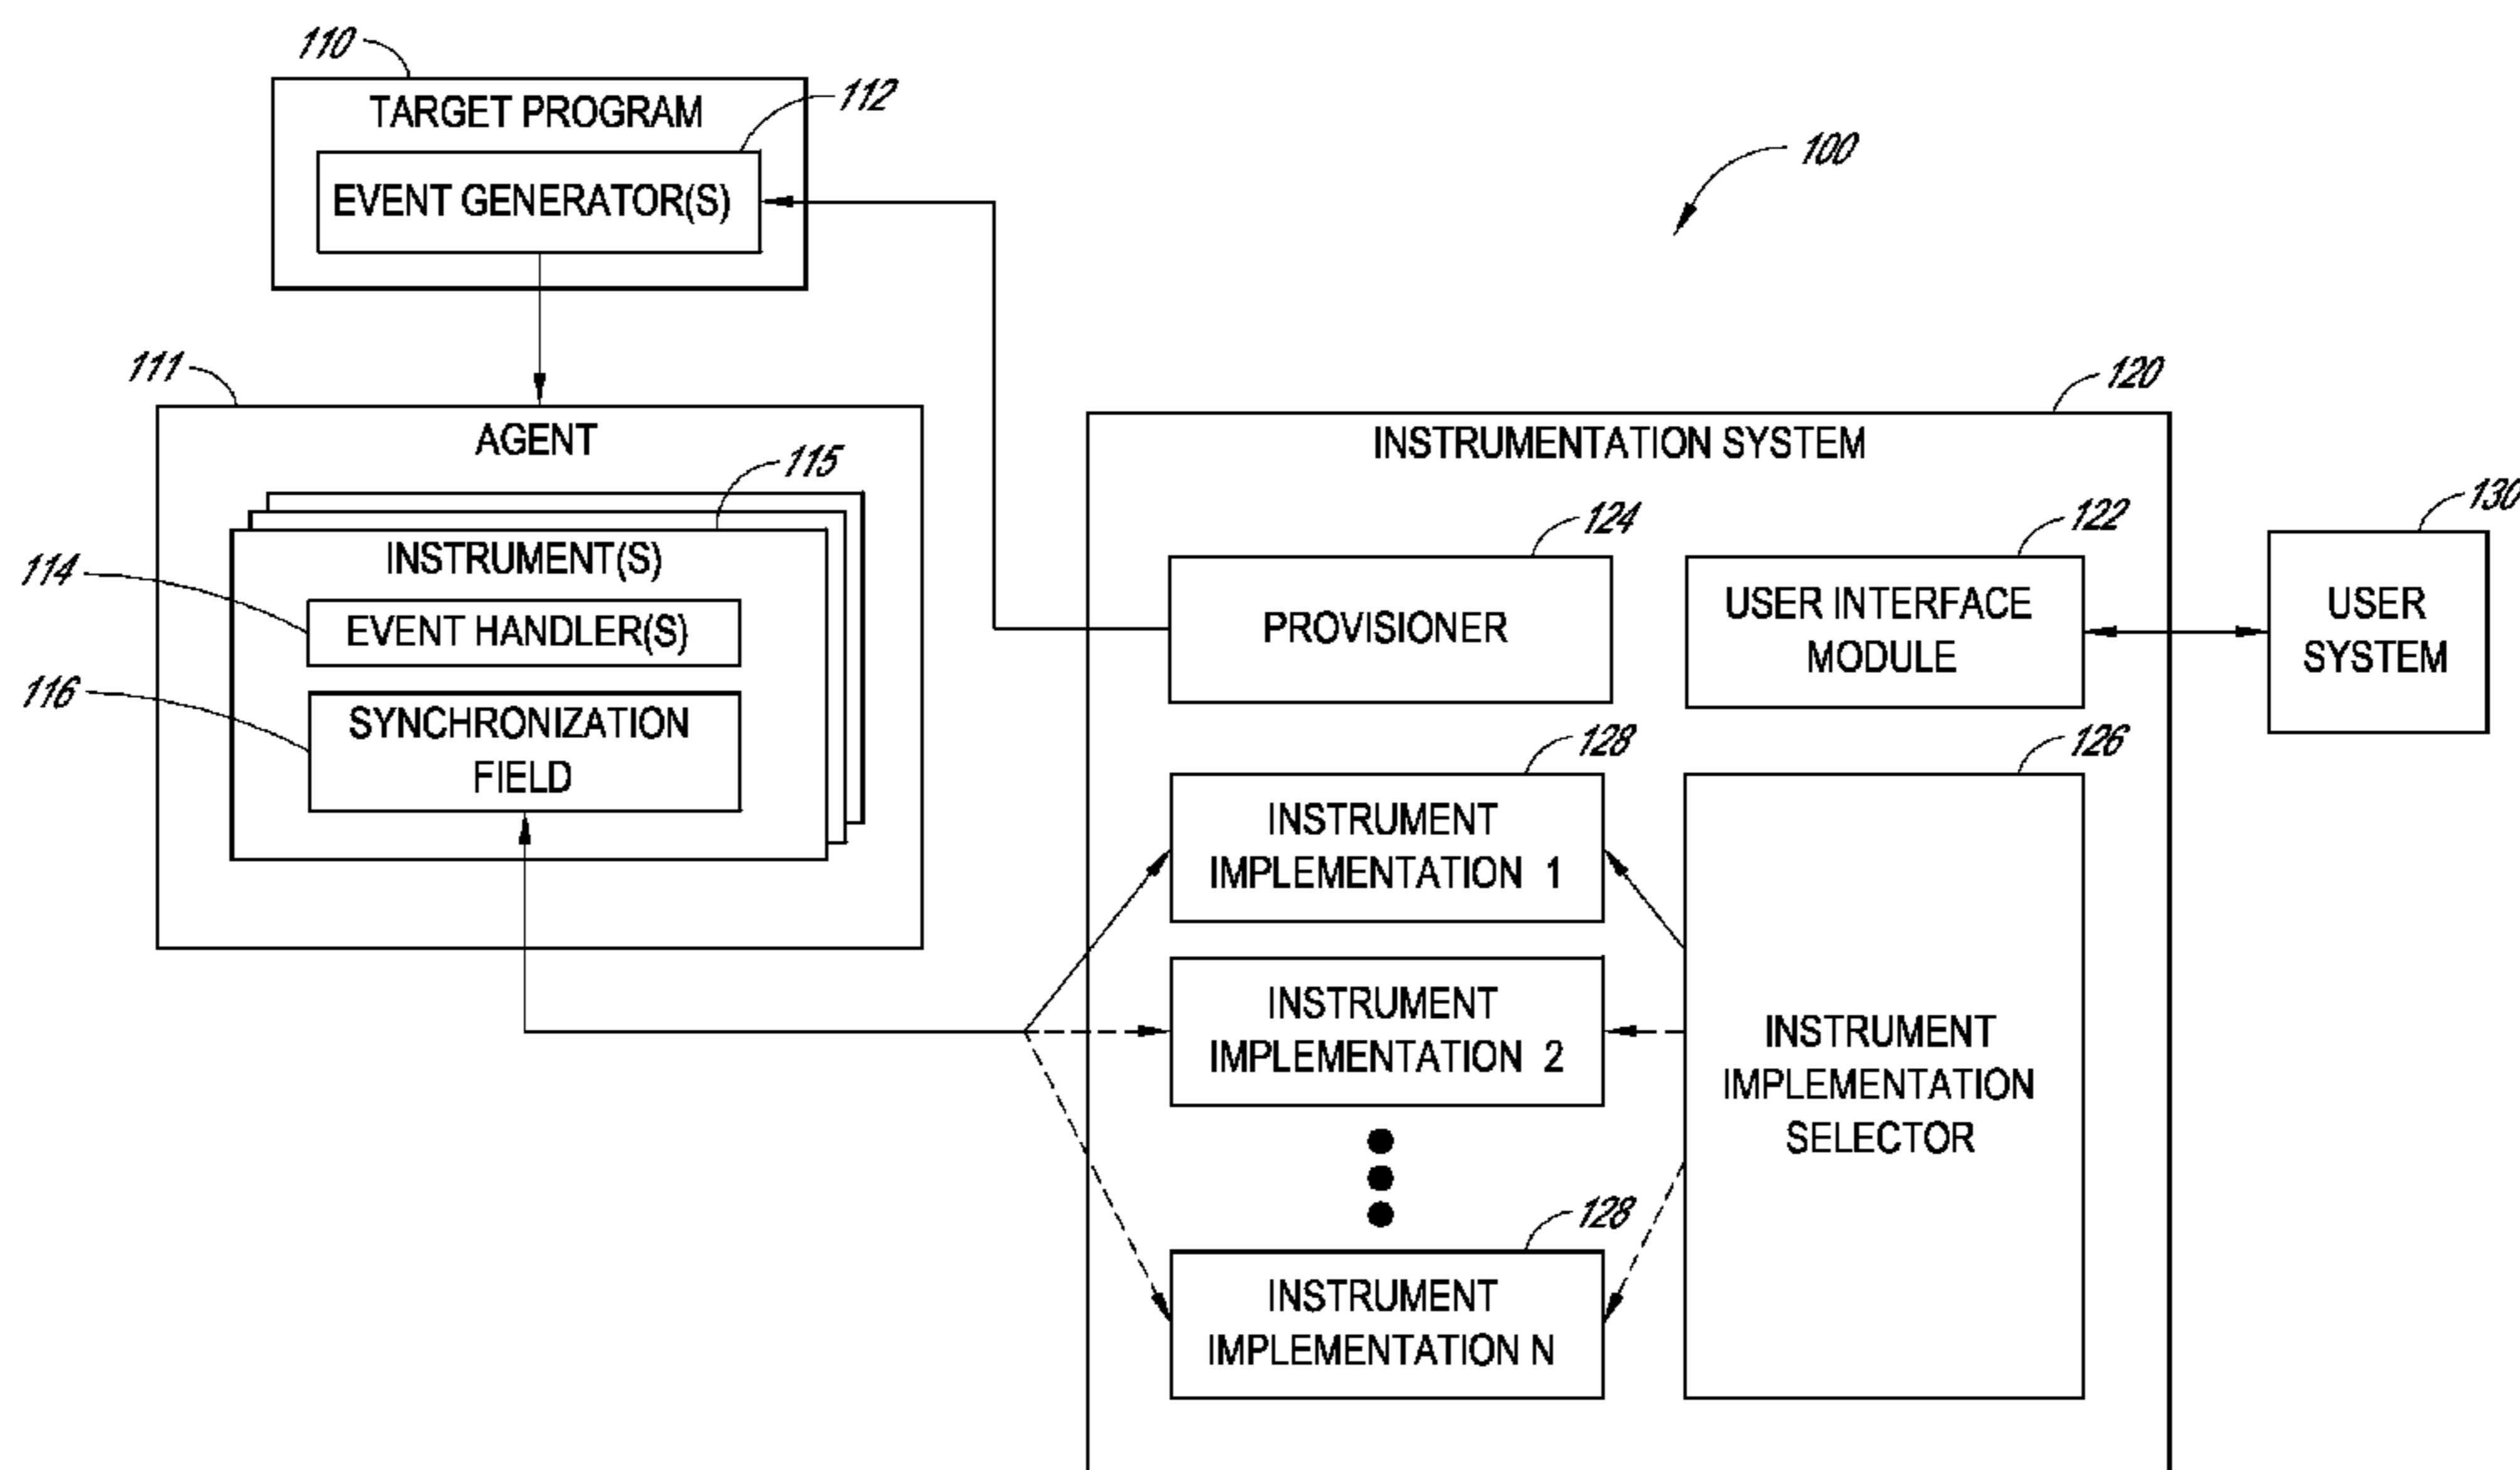 110
TARGET PROGRAM
112
EVENT GENERATOR(S)
100
111
AGENT
115
INSTRUMENT(S)
114
EVENT HANDLER(S)
116
SYNCHRONIZATION
FIELD
120
INSTRUMENTATION SYSTEM
124
PROVISIONER
122
USER INTERFACE
MODULE
130
USER
SYSTEM
128
INSTRUMENT
IMPLEMENTATION 1
INSTRUMENT
IMPLEMENTATION 2
128
INSTRUMENT
IMPLEMENTATION N
126
INSTRUMENT
IMPLEMENTATION
SELECTOR